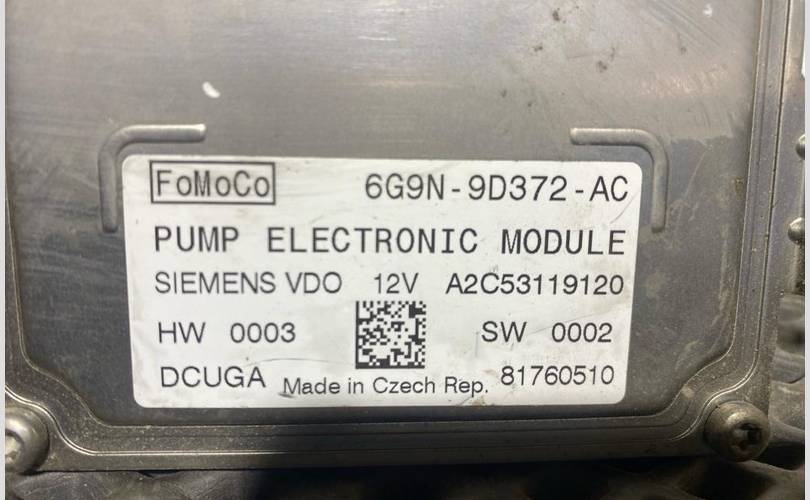 FoMoCo 6G9N-9D372-AC
PUMP ELECTRONIC MODULE
SIEMENS VDO 12V A2C53119120
HW 0003 SW 0002
DCUGA Made in Czech Rep. 81760510